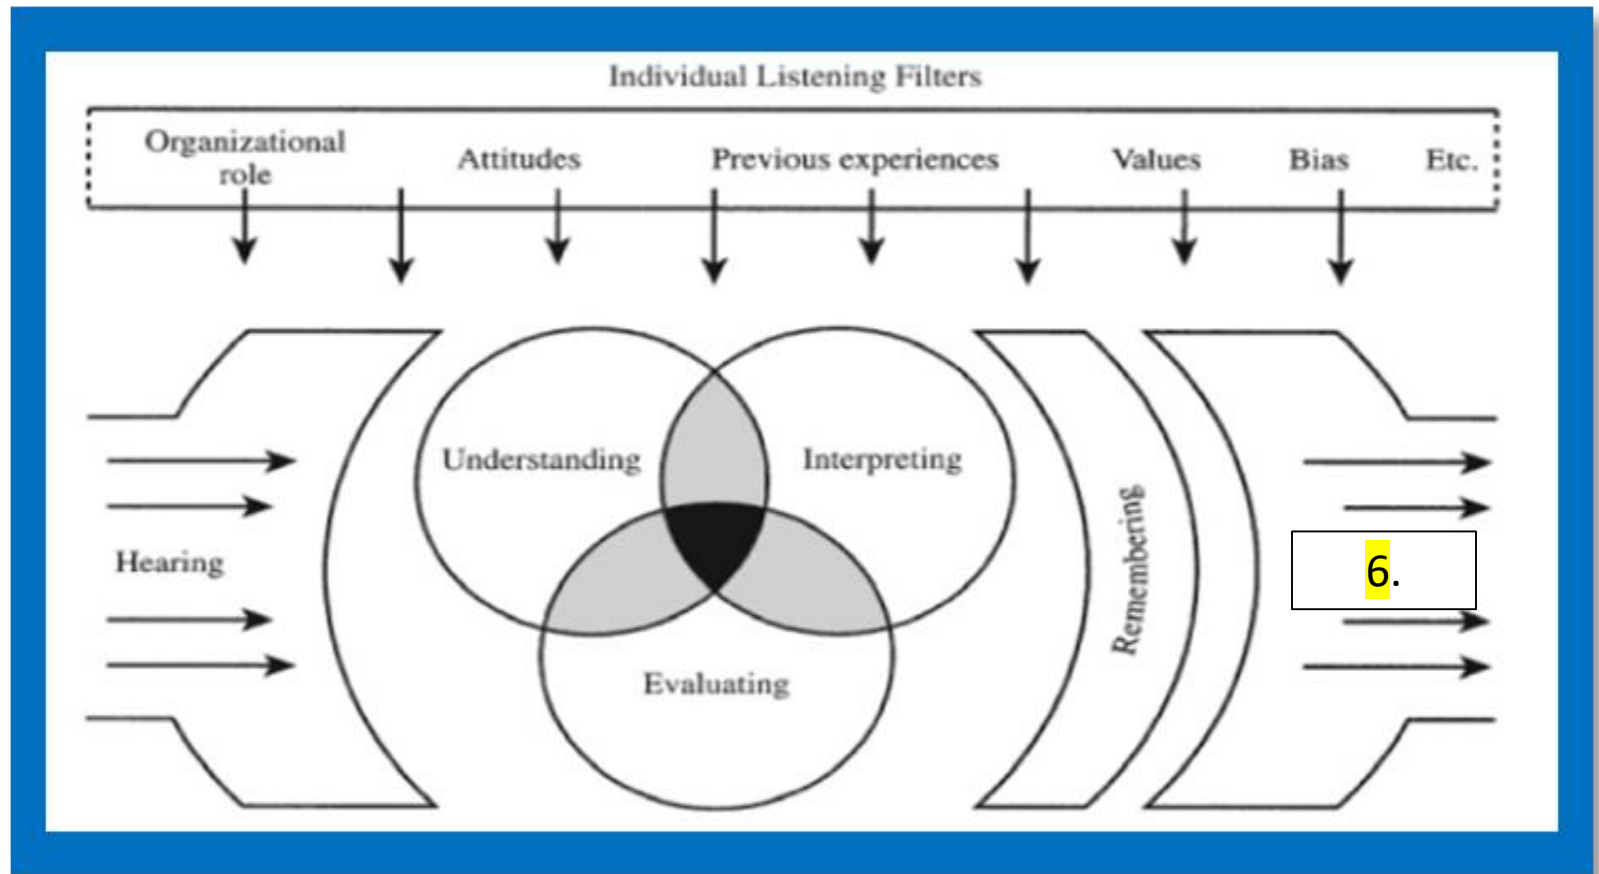 Individual Listening Filters
Organizational
role
Attitudes
Previous experiences
Values
Bias
Etc.
Hearing
Understanding
Interpreting
Evaluating
Remembering
6.